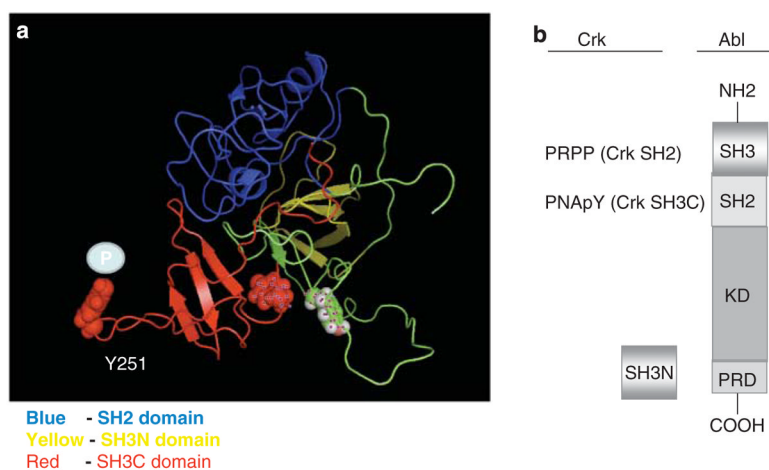 a
P
Y251
Blue - SH2 domain
Yellow - SH3N domain
Red - SH3C domain
b
Crk Abl
NH2
PRPP (Crk SH2) SH3
PNApY (Crk SH3C) SH2
KD
SH3N PRD
COOH